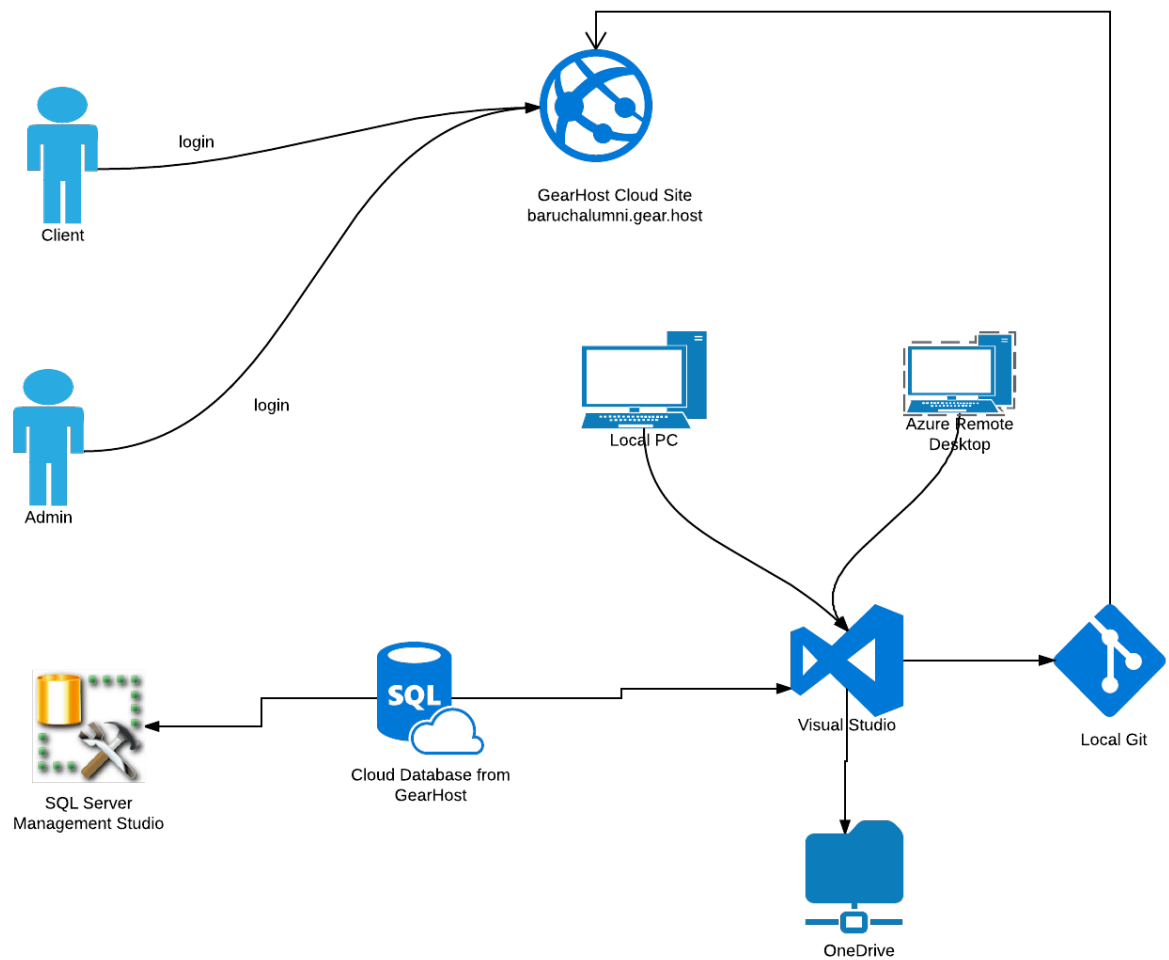 login
GearHost Cloud Site
baruchalumni.gear.host
Client
login
Azure Remote
Desktop
Local PC
Admin
SQL
Visual Studio
Local Git
Cloud Database from
GearHost
SQL Server
Management Studio
OneDrive